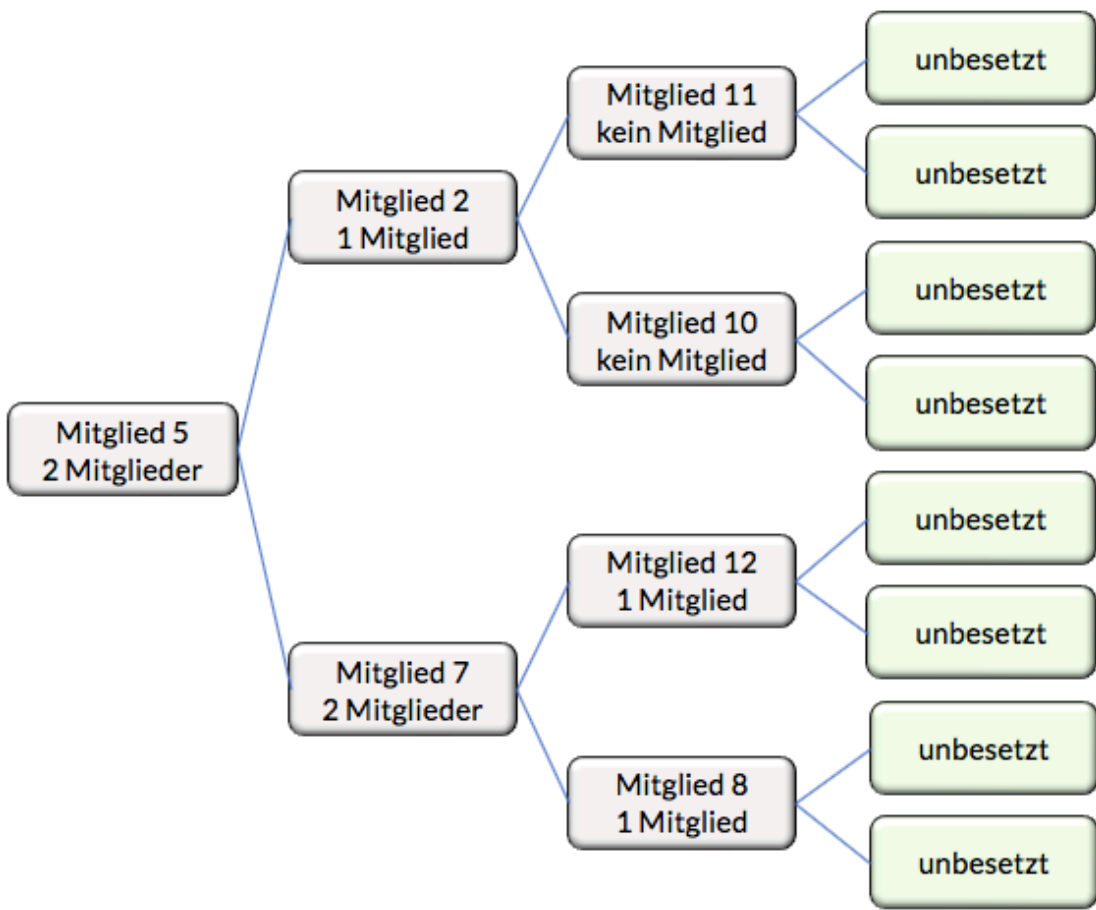 Mitglied 5
2 Mitglieder
Mitglied 2
1 Mitglied
Mitglied 7
2 Mitglieder
Mitglied 11
kein Mitglied
Mitglied 10
kein Mitglied
Mitglied 12
1 Mitglied
Mitglied 8
1 Mitglied
unbesetzt
unbesetzt
unbesetzt
unbesetzt
unbesetzt
unbesetzt
unbesetzt
unbesetzt